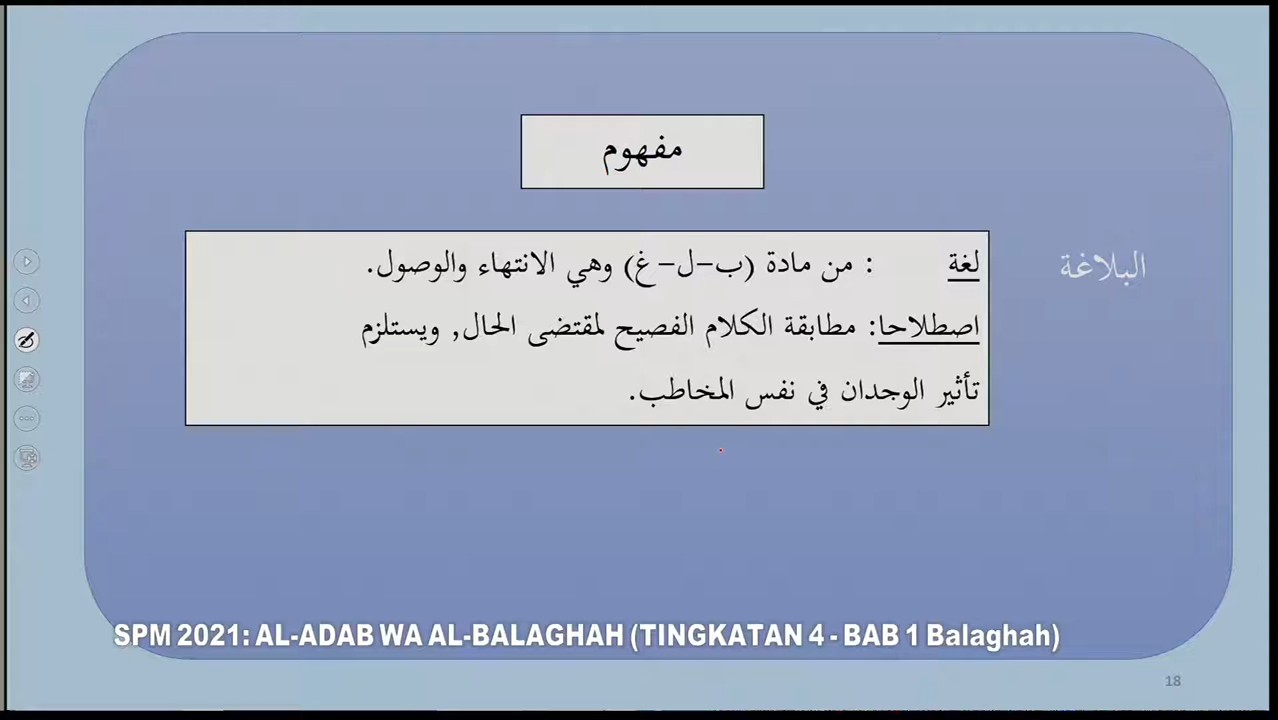 مفهوم
البلاغة
لغة : من مادة (ب-ل-غ) وهي الانتهاء والوصول.
اصطلاحا: مطابقة الكلام الفصيح لمقتضى الحال, ويستلزم
تأثير الوجدان في نفس المخاطب.
SPM 2021: AL-ADAB WA AL-BALAGHAH (TINGKATAN 4 - BAB 1 Balaghah)
18